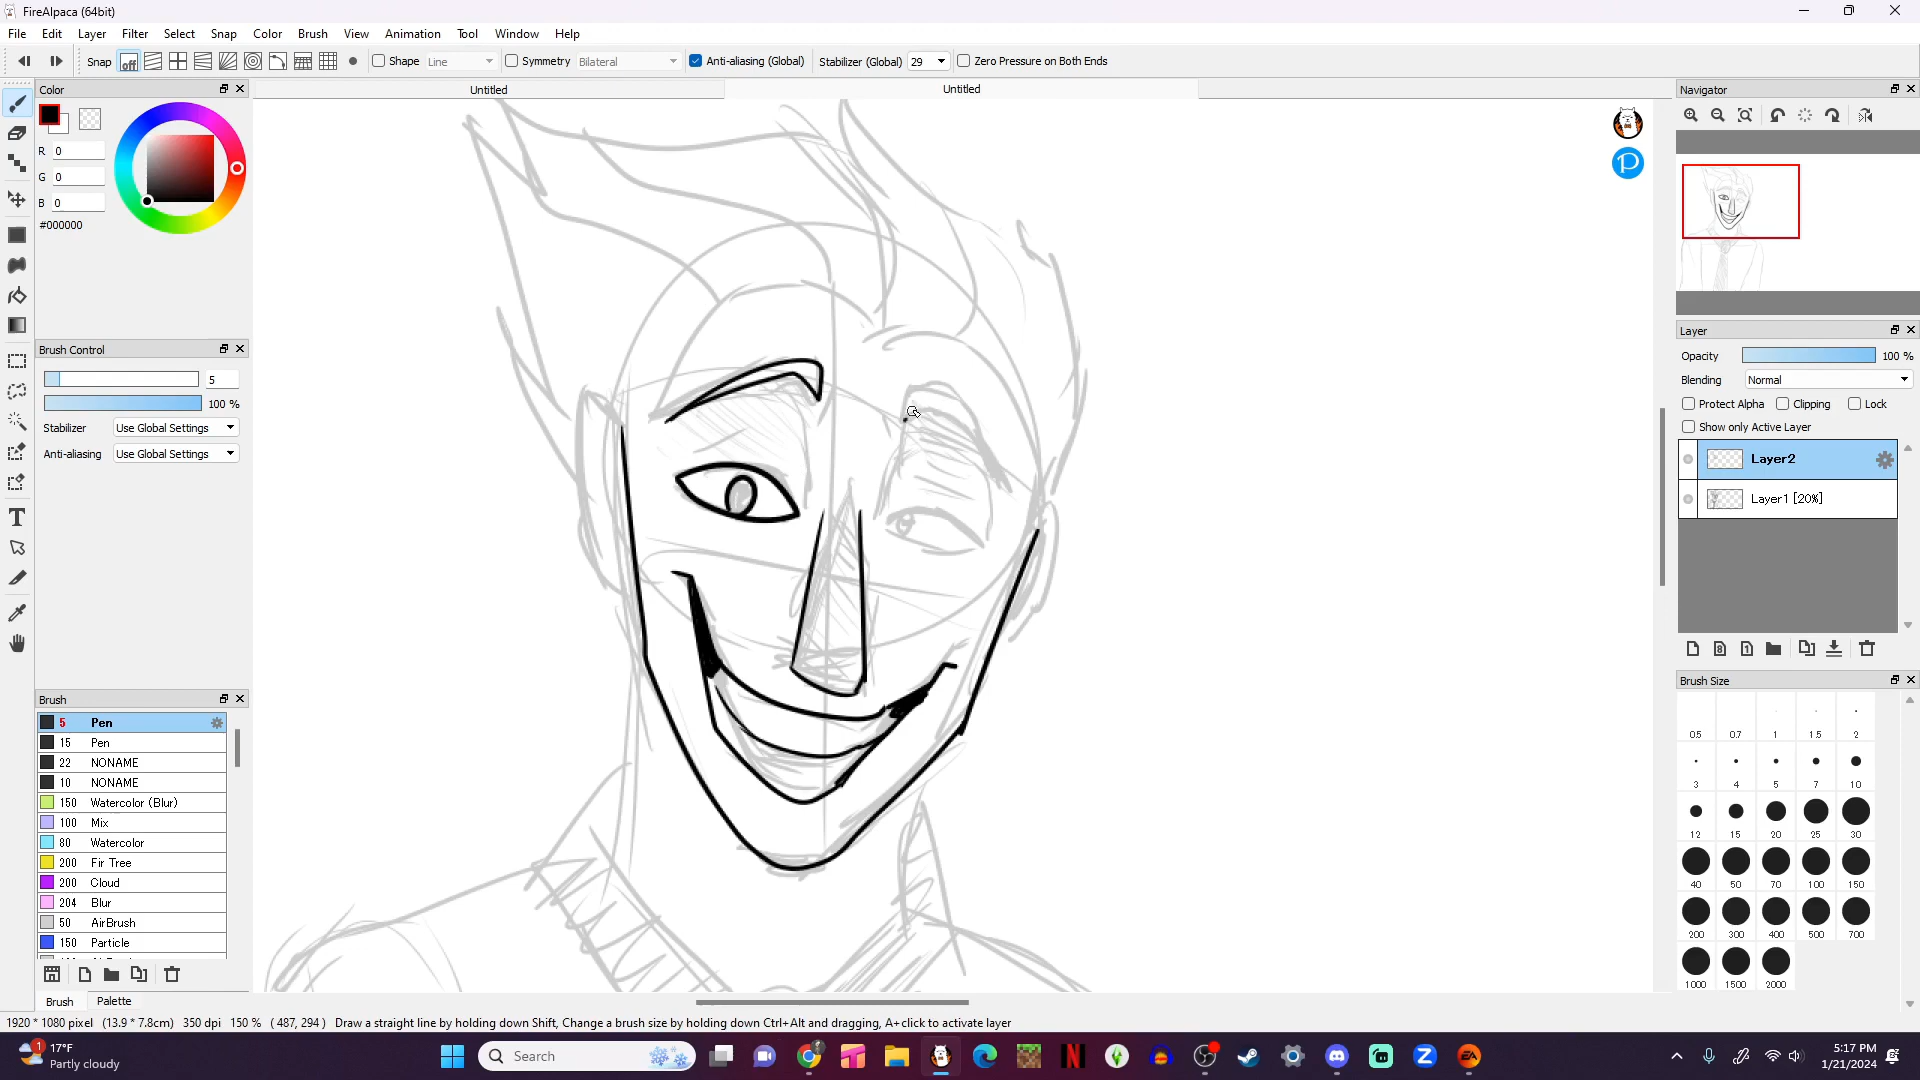 FireAlpaca (64bit)
File Edit Layer Filter Select Snap Color Brush View Animation Tool Window Help
Snap off Shape Line Symmetry Bilateral Anti-aliasing (Global) Stabilizer (Global) 29 Zero Pressure on Both Ends
Color
Untitled
Untitled
Navigator
R 0
G 0
B 0
#000000
P
Layer
Opacity 100 %
Blending Normal
Protect Alpha Clipping Lock
Show only Active Layer
Layer2
Layer1 [20%]
Brush Control
5
100 %
Stabilizer Use Global Settings
Anti-aliasing Use Global Settings
8 1
T
Brush
5 Pen
15 Pen
22 NONAME
10 NONAME
150 Watercolor (Blur)
100 Mix
80 Watercolor
200 Fir Tree
200 Cloud
204 Blur
50 AirBrush
150 Particle
Brush Palette
Brush Size
0.5 0.7 1 1.5 2
3 4 5 7 10
12 15 20 25 30
40 50 70 100 150
200 300 400 500 700
1000 1500 2000
1920 * 1080 pixel (13.9 * 7.8cm) 350 dpi 150 % ( 487, 294 ) Draw a straight line by holding down Shift, Change a brush size by holding down Ctrl+Alt and dragging, A+click to activate layer
1
17°F
Partly cloudy
Search
N
Z
EA
5:17 PM
1/21/2024